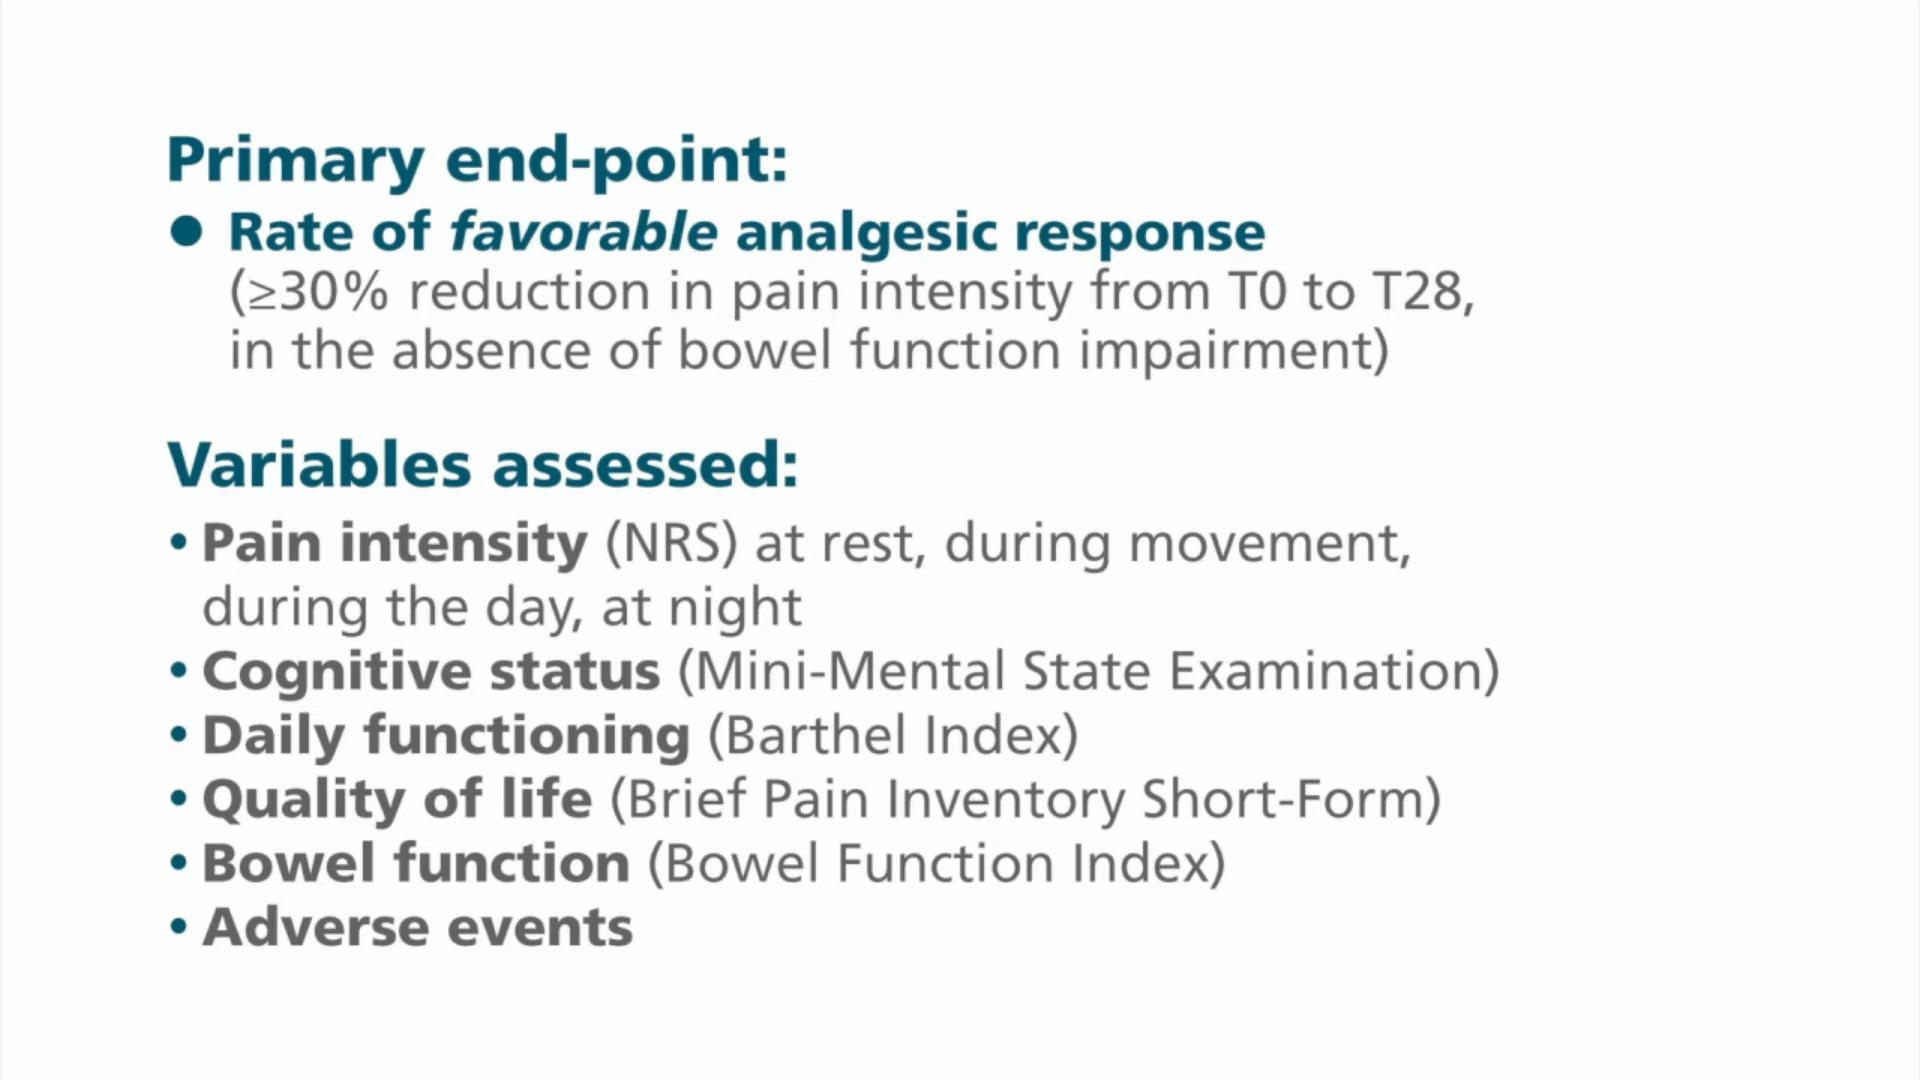 Primary end-point:
● Rate of favorable analgesic response
(≥30% reduction in pain intensity from T0 to T28,
in the absence of bowel function impairment)
Variables assessed:
• Pain intensity (NRS) at rest, during movement,
during the day, at night
• Cognitive status (Mini-Mental State Examination)
• Daily functioning (Barthel Index)
• Quality of life (Brief Pain Inventory Short-Form)
• Bowel function (Bowel Function Index)
• Adverse events